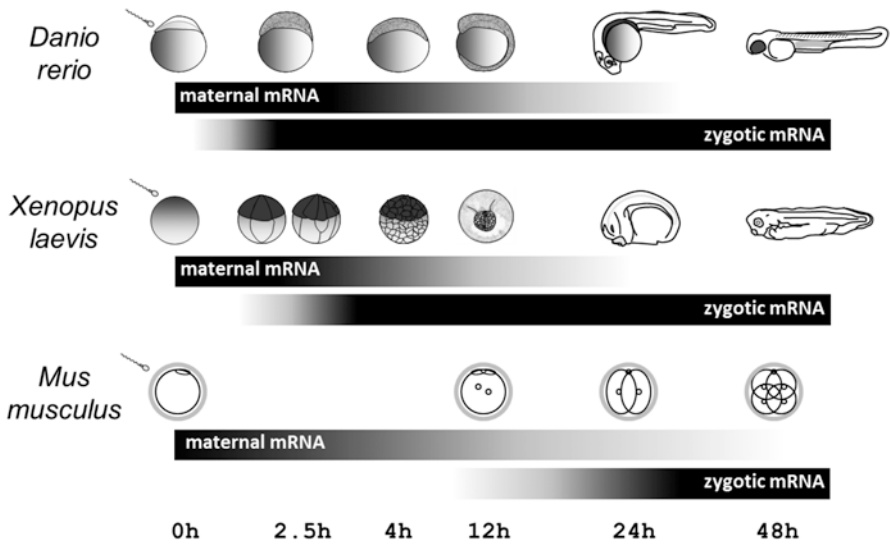 Danio
rerio
maternal mRNA
zygotic mRNA
Xenopus
laevis
maternal mRNA
zygotic mRNA
Mus
musculus
maternal mRNA
zygotic mRNA
0h 2.5h 4h 12h 24h 48h